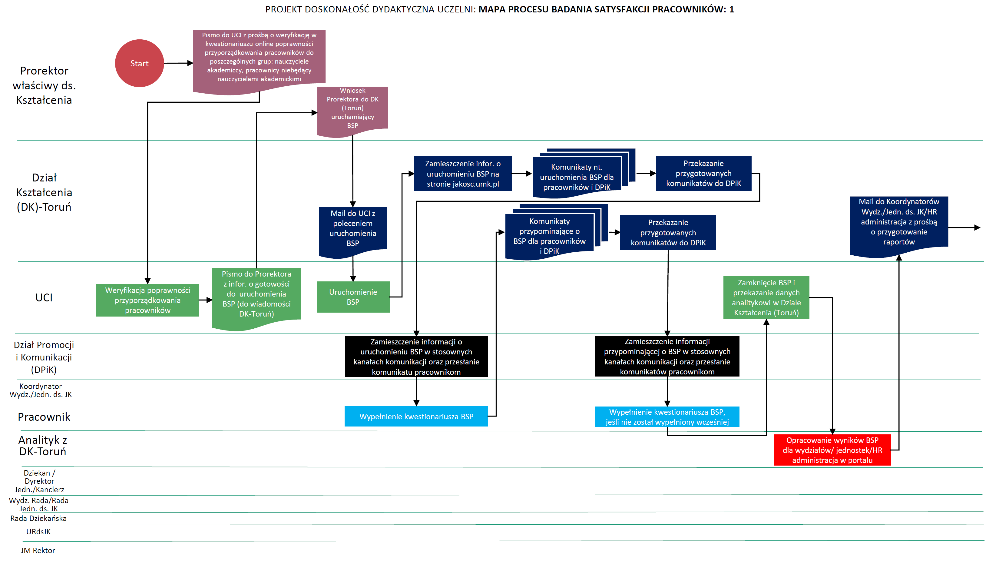 PROJEKT DOSKONAŁOŚĆ DYDAKTYCZNA UCZELNI: MAPA PROCESU BADANIA SATYSFAKCJI PRACOWNIKÓW: 1
Prorektor
właściwy ds.
Kształcenia
Start
Pismo do UCI z prośbą o weryfikację w
kwestionariuszu online poprawności
przyporządkowania pracowników do
poszczególnych grup: nauczyciele
akademiccy, pracownicy niebędący
nauczycielami akademickimi
Wniosek
Prorektora do DK
(Toruń)
uruchamiający
BSP
Dział
Kształcenia
(DK)-Toruń
Mail do UCI z
poleceniem
uruchomienia
BSP
Zamieszczenie infor. o
uruchomieniu BSP na
stronie jakosc.umk.pl
Komunikaty nt.
uruchomienia BSP dla
pracowników i DPiK
Przekazanie
przygotowanych
komunikatów do DPiK
Komunikaty
przypominające o
BSP dla pracowników
i DPiK
Przekazanie
przygotowanych
komunikatów do DPiK
Mail do Koordynatorów
Wydz./Jedn. ds. JK/HR
administracja z prośbą
o przygotowanie
raportów
UCI
Weryfikacja poprawności
przyporządkowania
pracowników
Pismo do Prorektora
z infor. o gotowości
do uruchomienia
BSP (do wiadomości
DK-Toruń)
Uruchomienie
BSP
Zamknięcie BSP i
przekazanie danych
analitykowi w Dziale
Kształcenia (Toruń)
Dział Promocji
i Komunikacji
(DPiK)
Zamieszczenie informacji o
uruchomieniu BSP w stosownych
kanałach komunikacji oraz przesłanie
komunikatu pracownikom
Zamieszczenie informacji
przypominającej o BSP w stosownych
kanałach komunikacji oraz przesłanie
komunikatów pracownikom
Koordynator
Wydz./Jedn. ds. JK
Pracownik
Wypełnienie kwestionariusza BSP
Wypełnienie kwestionariusza BSP,
jeśli nie został wypełniony wcześniej
Analityk z
DK-Toruń
Opracowanie wyników BSP
dla wydziałów/ jednostek/HR
administracja w portalu
Dziekan /
Dyrektor
Jedn./Kanclerz
Wydz. Rada/Rada
Jedn. ds. JK
Rada Dziekańska
URdsJK
JM Rektor